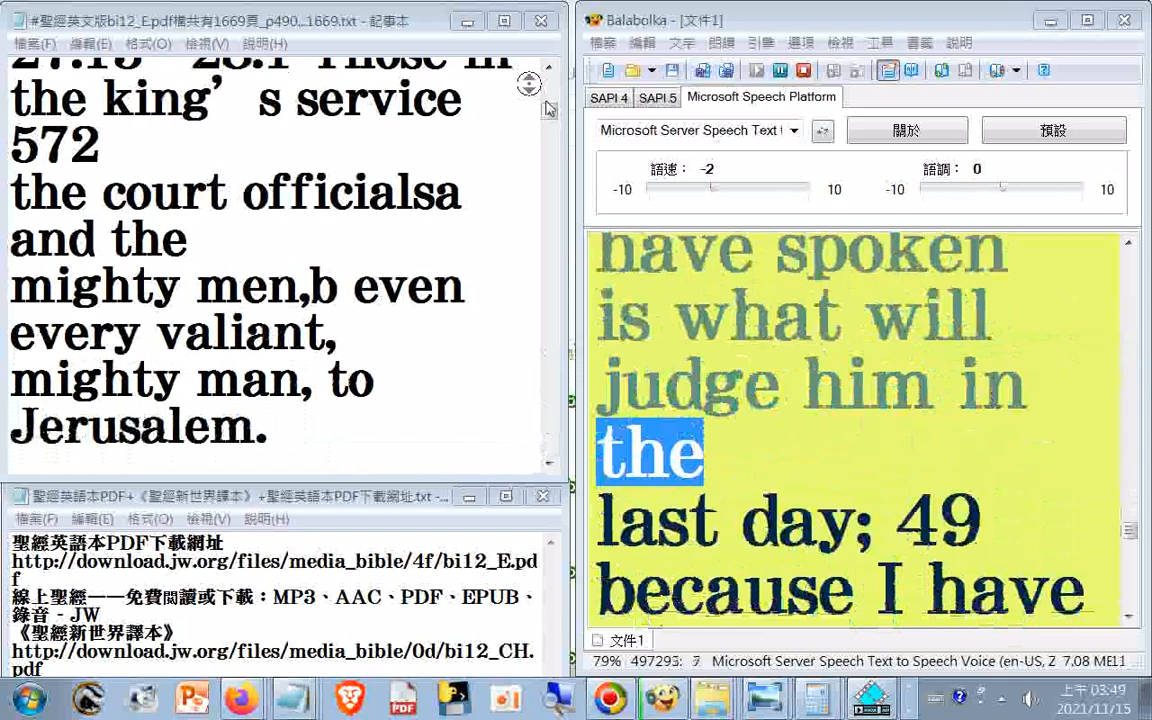 #聖經英文版bi12_E.pdf橫共有1669頁_p490...1669.txt - 記事本
檔案(F) 編輯(E) 格式(O) 檢視(V) 說明(H)
27:13 28:1 Those in
the king's service
572
the court officialsa
and the
mighty men,b even
every valiant,
mighty man, to
Jerusalem.
聖經英語本PDF+《聖經新世界譯本》+聖經英語本PDF下載網址.txt -...
檔案(F) 編輯(E) 格式(O) 檢視(V) 說明(H)
聖經英語本PDF下載網址
http://download.jw.org/files/media_bible/4f/bi12_E.pd
f
線上聖經——免費閱讀或下載：MP3、AAC、PDF、EPUB、
錄音 - JW
《聖經新世界譯本》
http://download.jw.org/files/media_bible/0d/bi12_CH.
pdf
Balabolka - [文件1]
檔案 編輯 文字 朗讀 引擎 選項 檢視 工具 書籤 說明
SAPI 4 SAPI 5 Microsoft Speech Platform
Microsoft Server Speech Text 關於 預設
語速： -2 語調： 0
-10 10 -10 10
have spoken
is what will
judge him in
the
last day; 49
because I have
文件1
79% 497293: Microsoft Server Speech Text to Speech Voice (en-US, Z 7.08 ME11
PDF
上午 03:49
2021/11/15